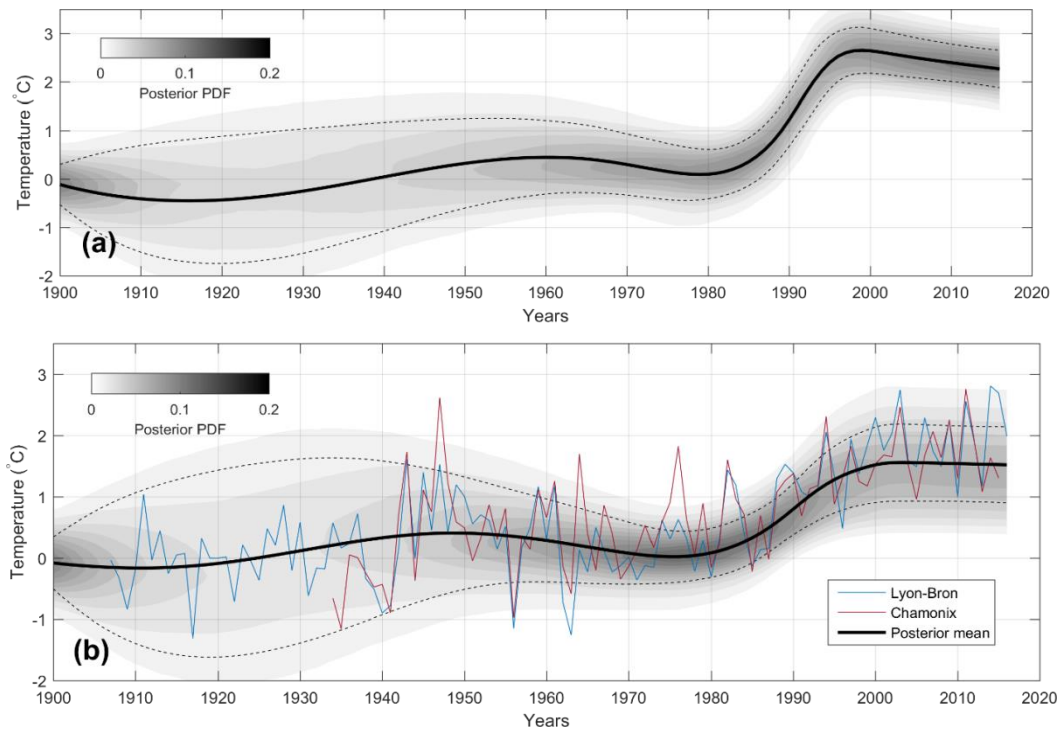 3
2
1
0
-1
-2
Temperature (°C)
0 0.1 0.2
Posterior PDF
(a)
1900 1910 1920 1930 1940 1950 1960 1970 1980 1990 2000 2010 2020
Years
3
2
1
0
-1
-2
Temperature (°C)
0 0.1 0.2
Posterior PDF
Lyon-Bron
Chamonix
Posterior mean
(b)
1900 1910 1920 1930 1940 1950 1960 1970 1980 1990 2000 2010 2020
Years